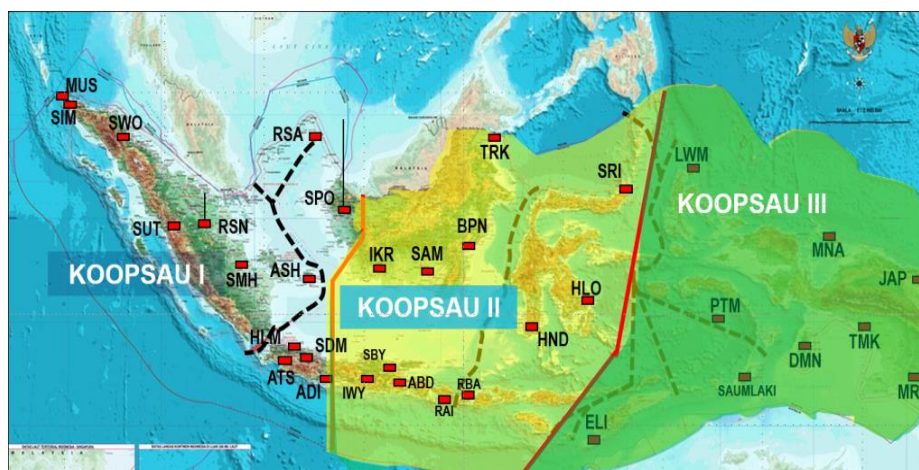 MUS
SIM
SWO
RSA
TRK
LWM
SRI
SPO
KOOPSAU III
SUT
RSN
BPN
MNA
KOOPSAU I
SMH
ASH
IKR
SAM
JAP
KOOPSAU II
HLO
PTM
HLM
SDM
HND
TMK
ATS
SBY
DMN
ADI
IWY
ABD
RBA
RAI
SAUMLAKI
MR
ELI
MALAYSIA